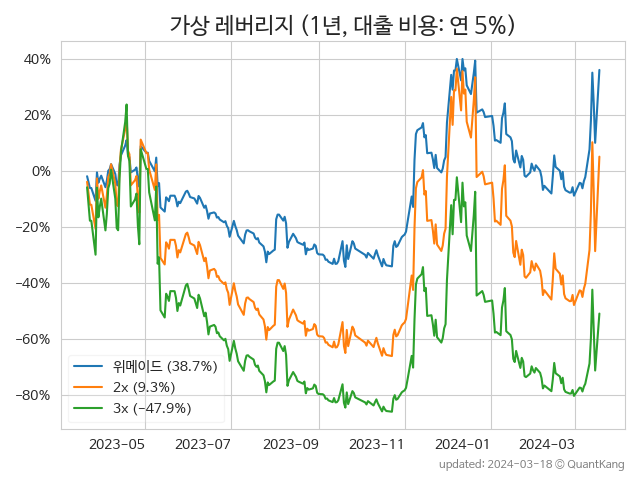 가상 레버리지 (1년, 대출 비용: 연 5%)
40%
20%
0%
−20%
−40%
−60%
−80%
위메이드 (38.7%)
2x (9.3%)
3x (−47.9%)
2023-05 2023-07 2023-09 2023-11 2024-01 2024-03
updated: 2024-03-18 © QuantKang